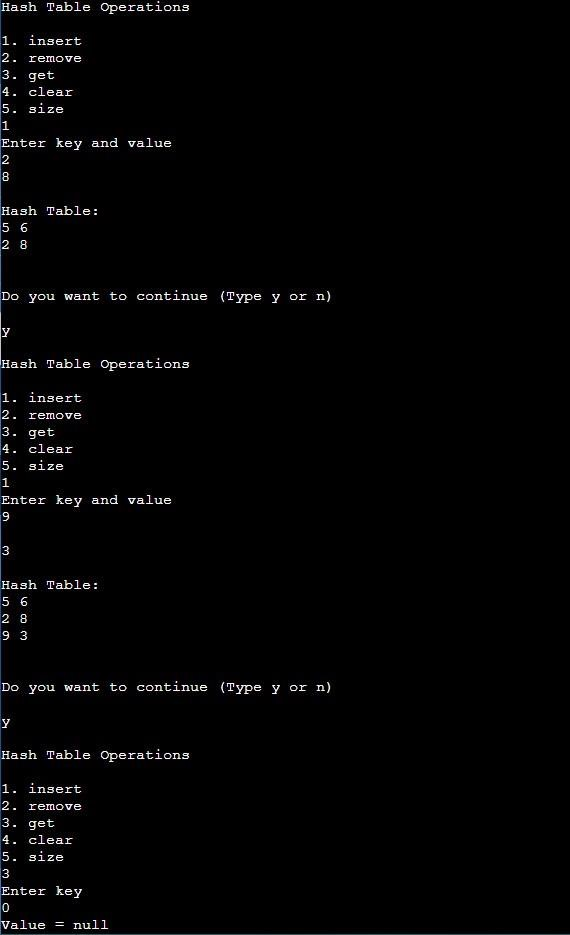 Hash Table Operations
1. insert
2. remove
3. get
4. clear
5. size
1
Enter key and value
2
8
Hash Table:
5 6
2 8
Do you want to continue (Type y or n)
y
Hash Table Operations
1. insert
2. remove
3. get
4. clear
5. size
1
Enter key and value
9
3
Hash Table:
5 6
2 8
9 3
Do you want to continue (Type y or n)
y
Hash Table Operations
1. insert
2. remove
3. get
4. clear
5. size
3
Enter key
0
Value = null